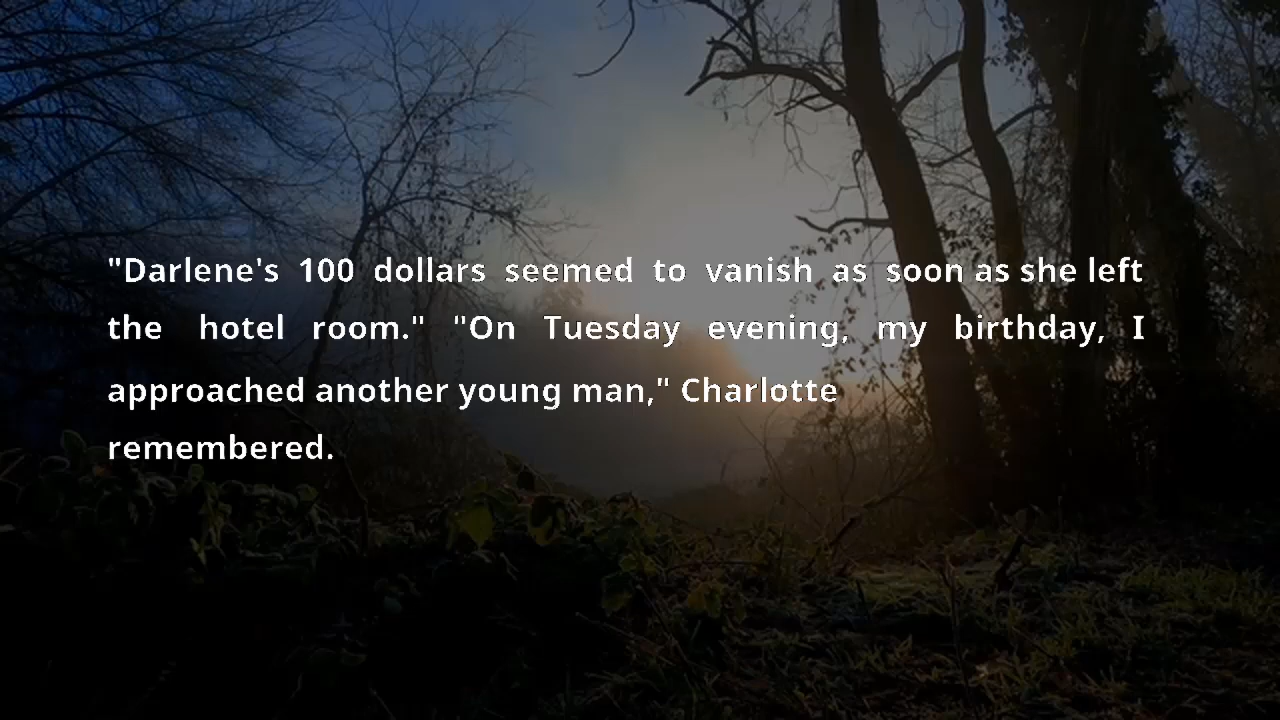 "Darlene's 100 dollars seemed to vanish as soon as she left
the hotel room." "On Tuesday evening, my birthday, I
approached another young man," Charlotte
remembered.